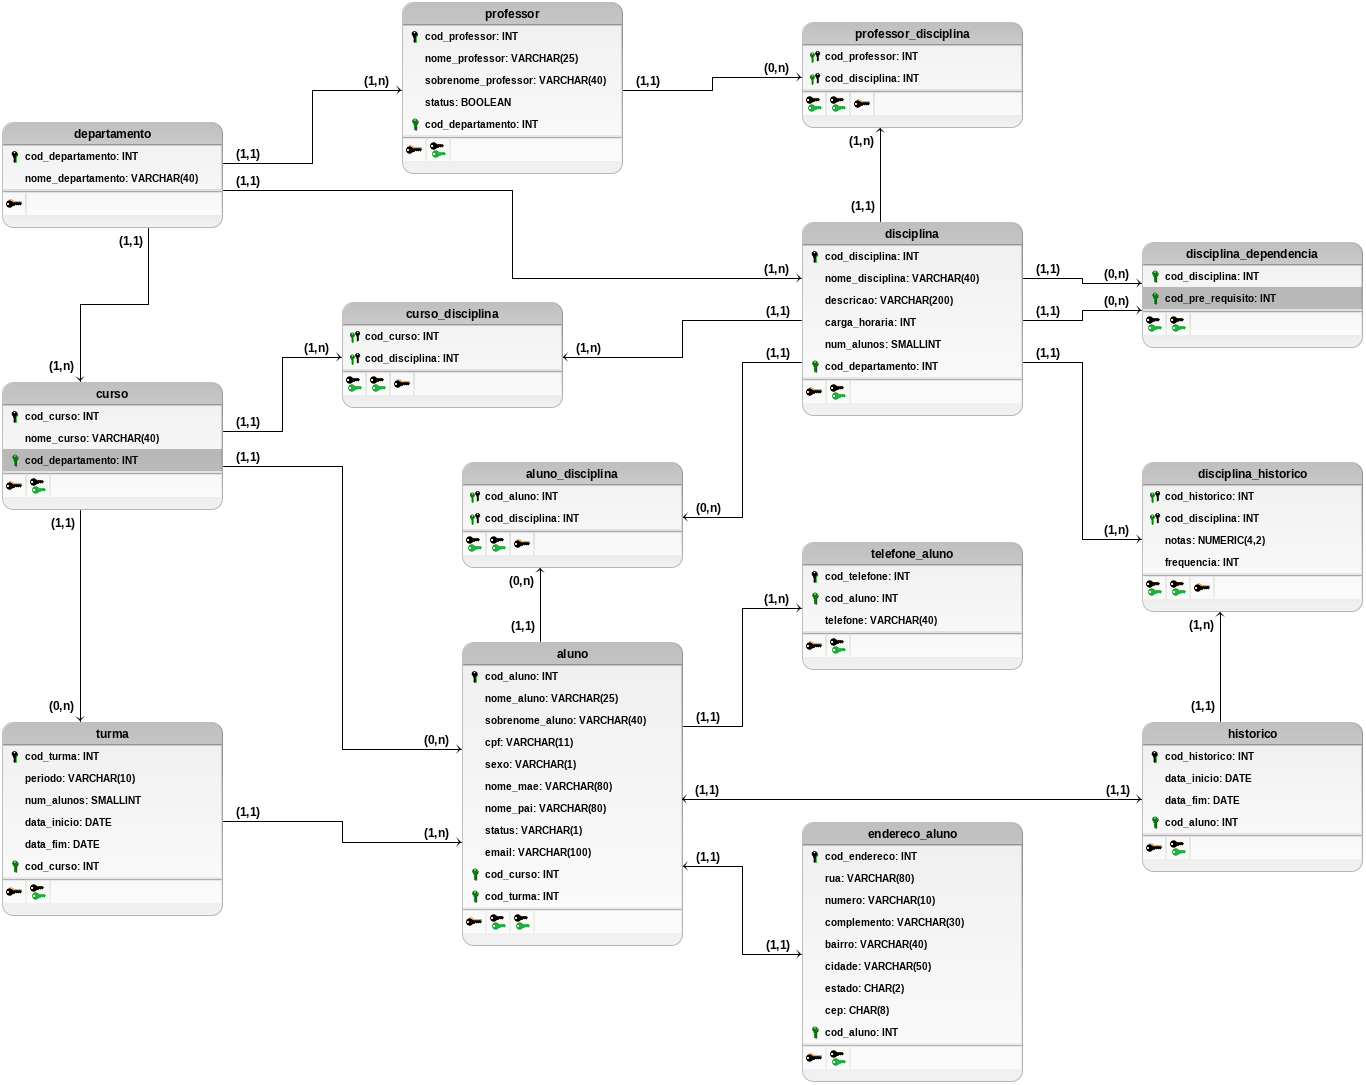 professor
cod_professor: INT
nome_professor: VARCHAR(25)
sobrenome_professor: VARCHAR(40)
status: BOOLEAN
cod_departamento: INT
(1,n)
(1,1)
(0,n)
professor_disciplina
cod_professor: INT
cod_disciplina: INT
(1,n)
(1,1)
departamento
cod_departamento: INT
nome_departamento: VARCHAR(40)
(1,1)
(1,1)
(1,1)
(1,n)
(1,n)
disciplina
cod_disciplina: INT
nome_disciplina: VARCHAR(40)
descricao: VARCHAR(200)
carga_horaria: INT
num_alunos: SMALLINT
cod_departamento: INT
(1,1)
(0,n)
(1,1)
(0,n)
(1,1)
(1,1)
(1,1)
disciplina_dependencia
cod_disciplina: INT
cod_pre_requisito: INT
curso_disciplina
cod_curso: INT
cod_disciplina: INT
(1,n)
(1,n)
curso
cod_curso: INT
nome_curso: VARCHAR(40)
cod_departamento: INT
(1,1)
(1,1)
(1,1)
(0,n)
aluno_disciplina
cod_aluno: INT
cod_disciplina: INT
(0,n)
(0,n)
(1,1)
disciplina_historico
cod_historico: INT
cod_disciplina: INT
notas: NUMERIC(4,2)
frequencia: INT
(1,n)
(1,n)
(1,1)
telefone_aluno
cod_telefone: INT
cod_aluno: INT
telefone: VARCHAR(40)
(1,n)
aluno
cod_aluno: INT
nome_aluno: VARCHAR(25)
sobrenome_aluno: VARCHAR(40)
cpf: VARCHAR(11)
sexo: VARCHAR(1)
nome_mae: VARCHAR(80)
nome_pai: VARCHAR(80)
status: VARCHAR(1)
email: VARCHAR(100)
cod_curso: INT
cod_turma: INT
(1,1)
(0,n)
(1,1)
(1,1)
(1,n)
(1,1)
(1,1)
turma
cod_turma: INT
periodo: VARCHAR(10)
num_alunos: SMALLINT
data_inicio: DATE
data_fim: DATE
cod_curso: INT
(1,1)
historico
cod_historico: INT
data_inicio: DATE
data_fim: DATE
cod_aluno: INT
endereco_aluno
cod_endereco: INT
rua: VARCHAR(80)
numero: VARCHAR(10)
complemento: VARCHAR(30)
bairro: VARCHAR(40)
cidade: VARCHAR(50)
estado: CHAR(2)
cep: CHAR(8)
cod_aluno: INT